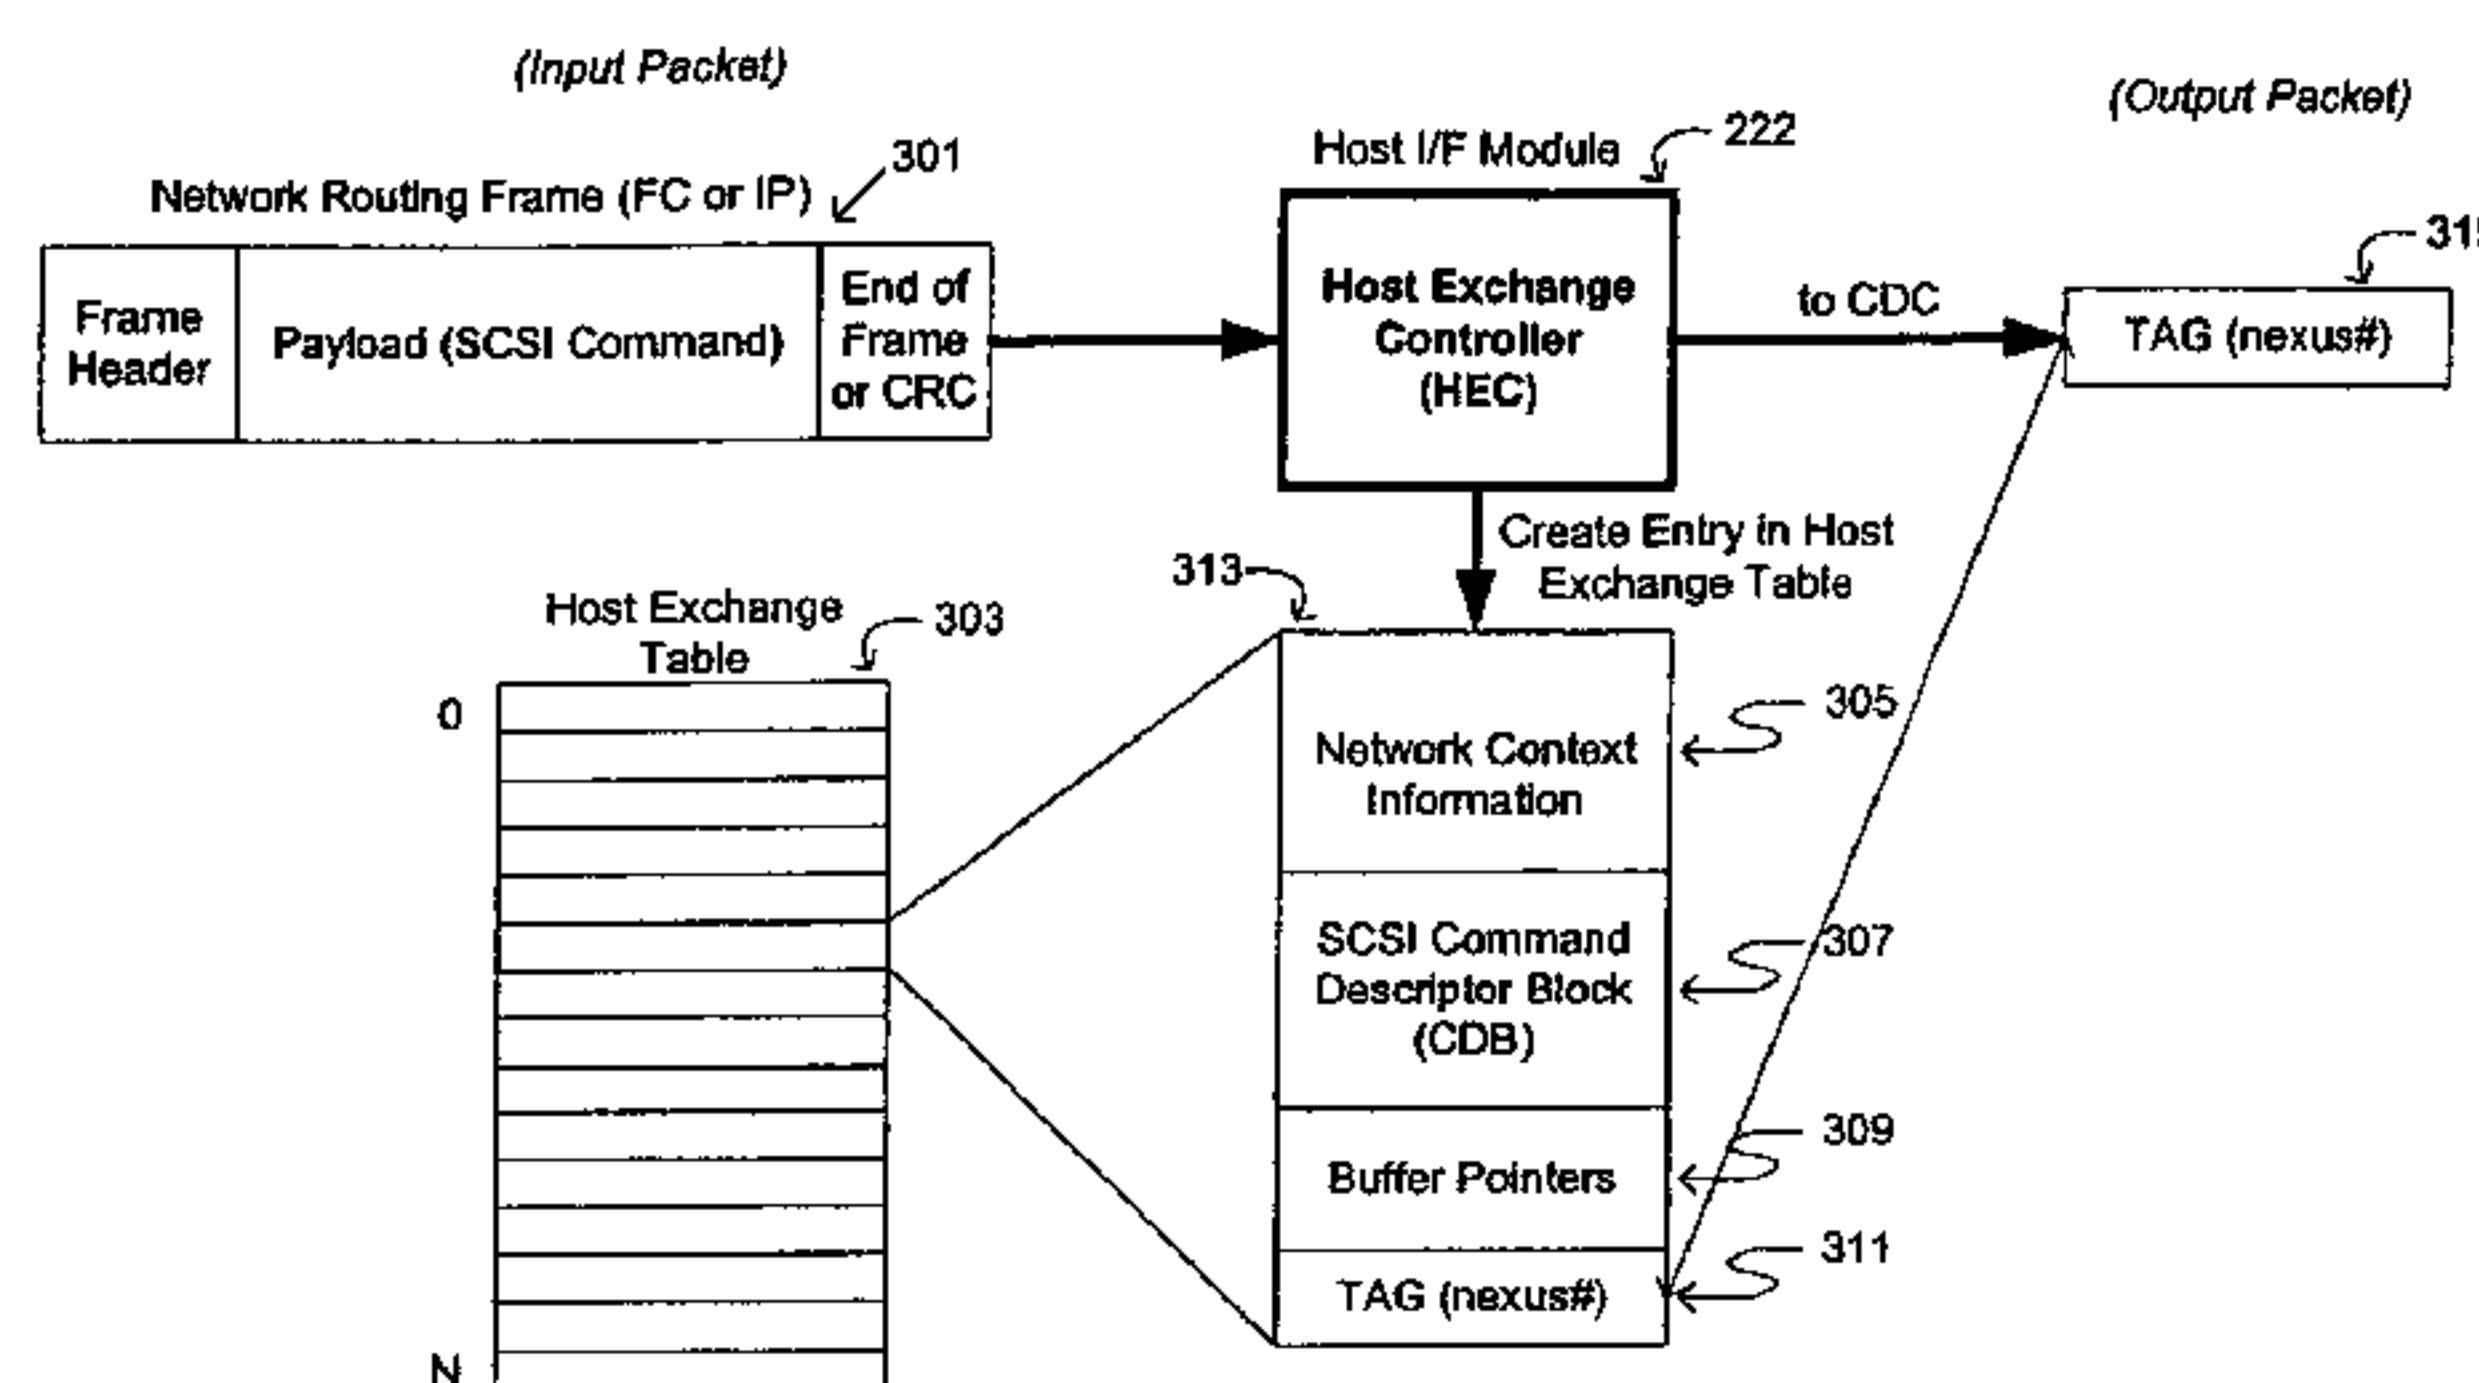 (Input Packet)
(Output Packet)
Host I/F Module
222
301
Network Routing Frame (FC or IP)
Frame
Header
Payload (SCSI Command)
End of
Frame
or CRC
Host Exchange
Controller
(HEC)
to CDC
TAG (nexus#)
Create Entry in Host
Exchange Table
313
Host Exchange
Table
303
0
N
Network Context
Information
305
SCSI Command
Descriptor Block
(CDB)
307
Buffer Pointers
309
TAG (nexus#)
311